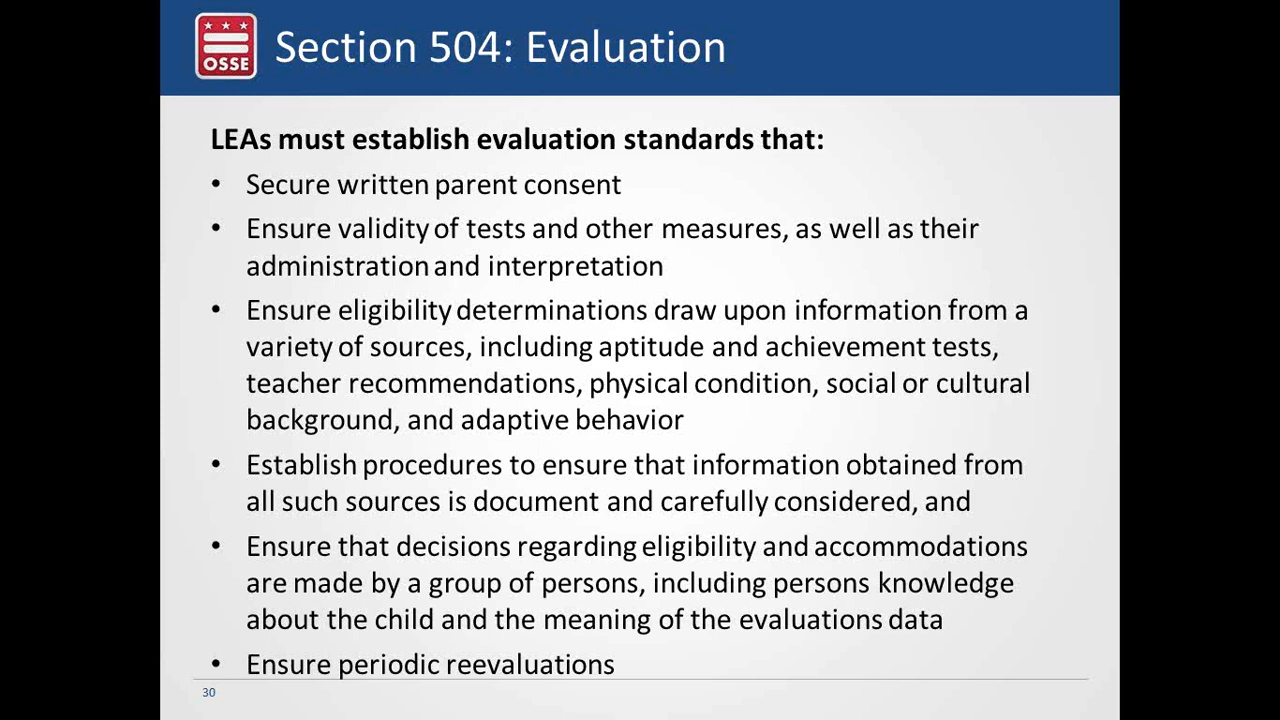 OSSE
Section 504: Evaluation
LEAs must establish evaluation standards that:
• Secure written parent consent
• Ensure validity of tests and other measures, as well as their
administration and interpretation
• Ensure eligibility determinations draw upon information from a
variety of sources, including aptitude and achievement tests,
teacher recommendations, physical condition, social or cultural
background, and adaptive behavior
• Establish procedures to ensure that information obtained from
all such sources is document and carefully considered, and
• Ensure that decisions regarding eligibility and accommodations
are made by a group of persons, including persons knowledge
about the child and the meaning of the evaluations data
• Ensure periodic reevaluations
30